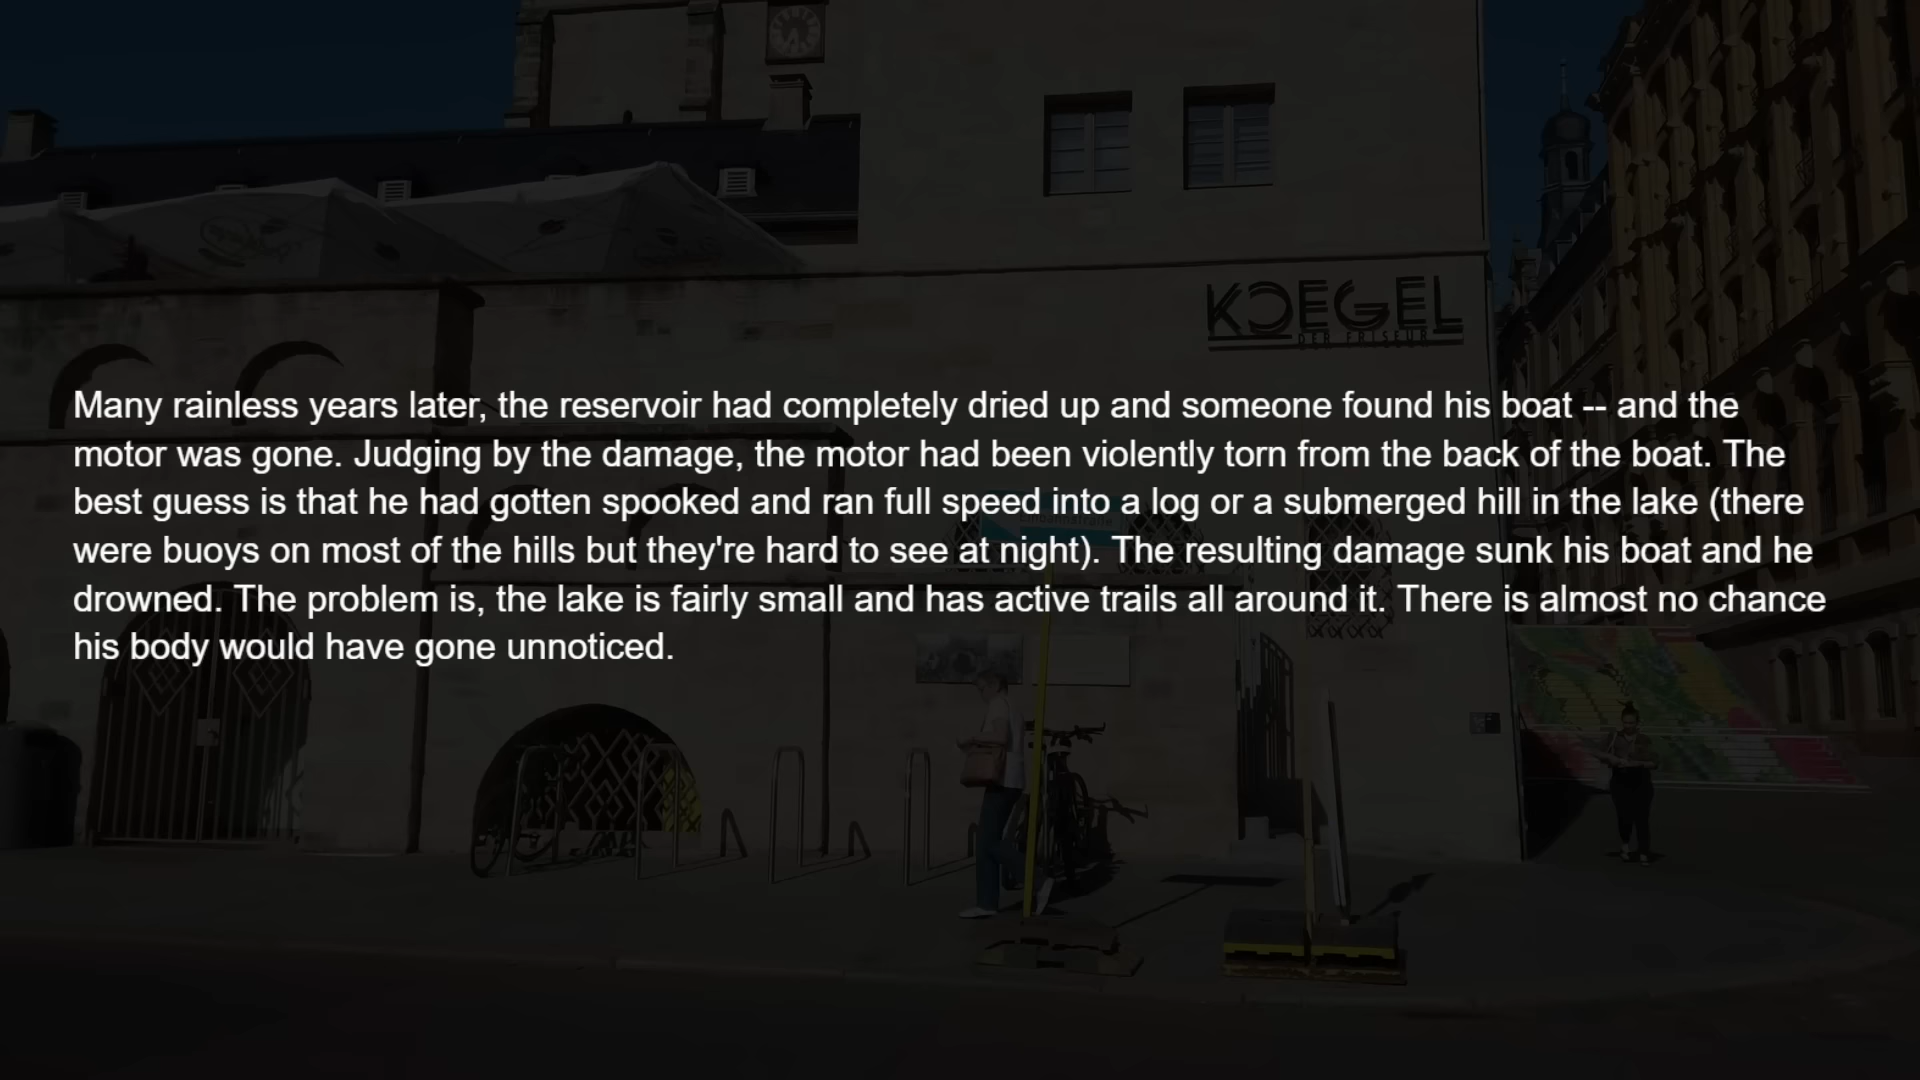 KOEGEL
DER FRISEUR
Many rainless years later, the reservoir had completely dried up and someone found his boat -- and the
motor was gone. Judging by the damage, the motor had been violently torn from the back of the boat. The
best guess is that he had gotten spooked and ran full speed into a log or a submerged hill in the lake (there
were buoys on most of the hills but they're hard to see at night). The resulting damage sunk his boat and he
drowned. The problem is, the lake is fairly small and has active trails all around it. There is almost no chance
his body would have gone unnoticed.